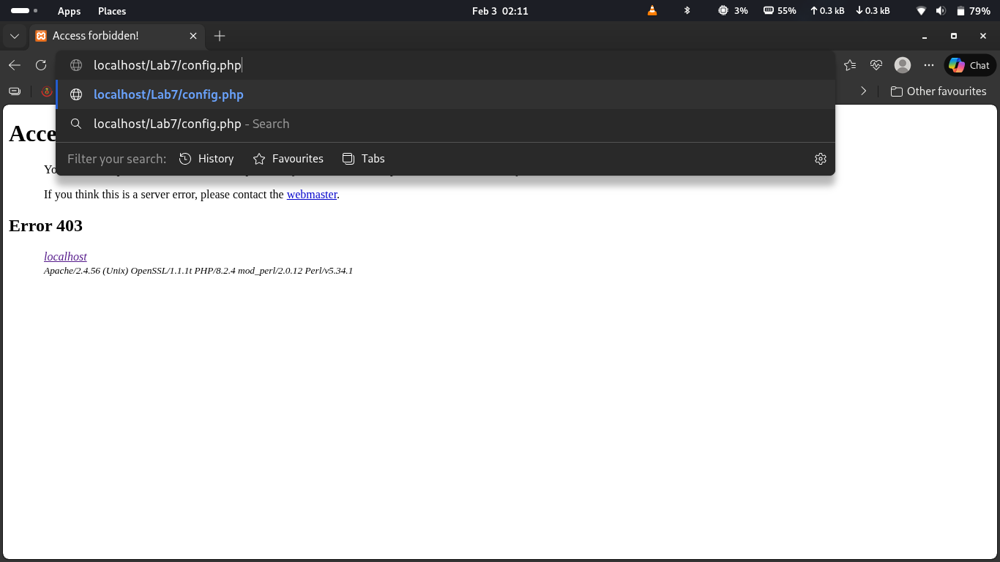 Apps Places Feb 3 02:11 3% 55% 0.3 kB 0.3 kB 79%
Access forbidden!
localhost/Lab7/config.php Chat
localhost/Lab7/config.php Other favourites
localhost/Lab7/config.php - Search
Acce
Filter your search: History Favourites Tabs
If you think this is a server error, please contact the webmaster.
Error 403
localhost
Apache/2.4.56 (Unix) OpenSSL/1.1.1t PHP/8.2.4 mod_perl/2.0.12 Perl/v5.34.1